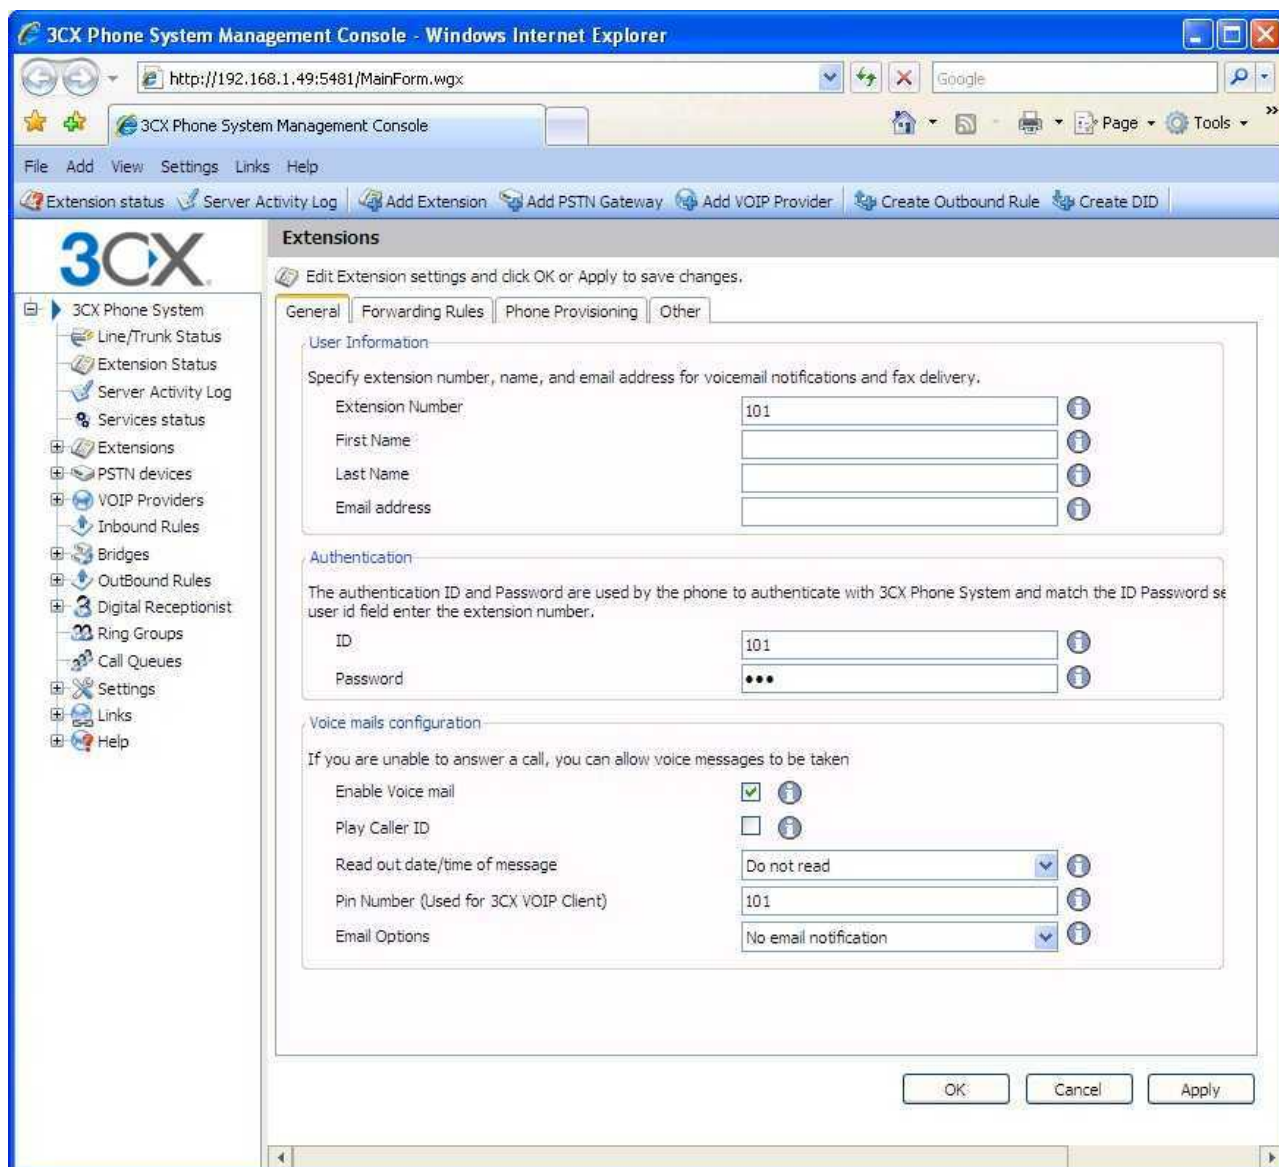 3CX Phone System Management Console - Windows Internet Explorer
http://192.168.1.49:5481/MainForm.wgx
Google
3CX Phone System Management Console
Page
Tools
»
File Add View Settings Links Help
Extension status Server Activity Log Add Extension Add PSTN Gateway Add VOIP Provider Create Outbound Rule Create DID
3CX
3CX Phone System
Line/Trunk Status
Extension Status
Server Activity Log
Services status
Extensions
PSTN devices
VOIP Providers
Inbound Rules
Bridges
OutBound Rules
Digital Receptionist
Ring Groups
Call Queues
Settings
Links
Help
Extensions
Edit Extension settings and click OK or Apply to save changes.
General Forwarding Rules Phone Provisioning Other
User Information
Specify extension number, name, and email address for voicemail notifications and fax delivery.
Extension Number 101
First Name
Last Name
Email address
Authentication
The authentication ID and Password are used by the phone to authenticate with 3CX Phone System and match the ID Password se
user id field enter the extension number.
ID 101
Password •••
Voice mails configuration
If you are unable to answer a call, you can allow voice messages to be taken
Enable Voice mail
Play Caller ID
Read out date/time of message Do not read
Pin Number (Used for 3CX VOIP Client) 101
Email Options No email notification
OK Cancel Apply